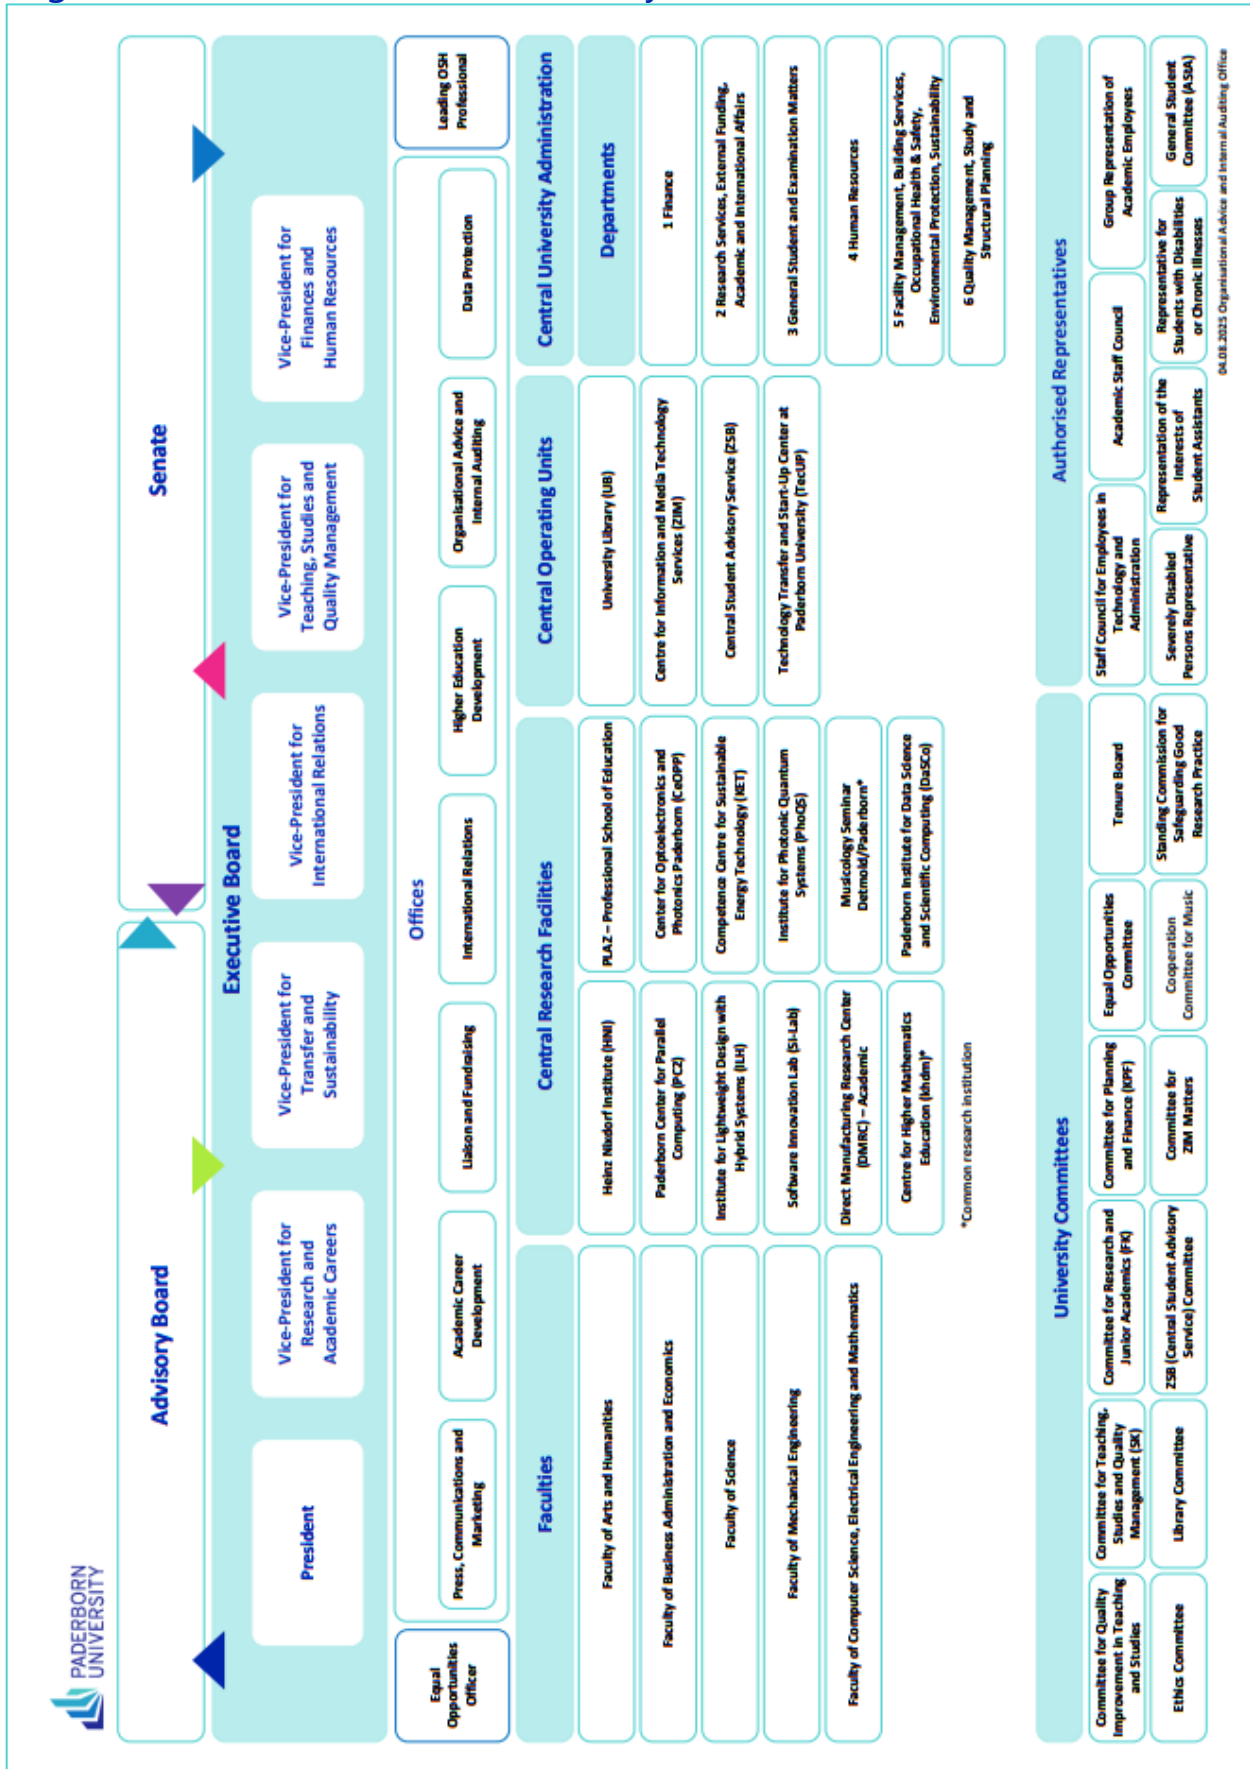 PADERBORN
UNIVERSITY
Advisory Board
Senate
Executive Board
President
Vice-President for
Research and
Academic Careers
Vice-President for
Transfer and
Sustainability
Vice-President for
International Relations
Vice-President for
Teaching, Studies and
Quality Management
Vice-President for
Finances and
Human Resources
Equal
Opportunities
Officer
Offices
Press, Communications and
Marketing
Academic Career
Development
Liaison and Fundraising
International Relations
Higher Education
Development
Organisational Advice and
Internal Auditing
Data Protection
Leading OSH
Professional
Faculties
Faculty of Arts and Humanities
Faculty of Business Administration and Economics
Faculty of Science
Faculty of Mechanical Engineering
Faculty of Computer Science, Electrical Engineering and Mathematics
Central Research Facilities
Heinz Nixdorf Institute (HNI)
PLAZ – Professional School of Education
Paderborn Center for Parallel
Computing (PC2)
Center for Optoelectronics and
Photonics Paderborn (CeOPP)
Institute for Lightweight Design with
Hybrid Systems (ILH)
Competence Centre for Sustainable
Energy Technology (KET)
Software Innovation Lab (SI-Lab)
Institute for Photonic Quantum
Systems (PhoQS)
Direct Manufacturing Research Center
(DMRC) – Academic
Musicology Seminar
Detmold/Paderborn*
Centre for Higher Mathematics
Education (khdm)*
Paderborn Institute for Data Science
and Scientific Computing (DaSCo)
*Common research institution
Central Operating Units
University Library (UB)
Centre for Information and Media Technology
Services (ZIM)
Central Student Advisory Service (ZSB)
Technology Transfer and Start-Up Center at
Paderborn University (TecUP)
Central University Administration
Departments
1 Finance
2 Research Services, External Funding,
Academic and International Affairs
3 General Student and Examination Matters
4 Human Resources
5 Facility Management, Building Services,
Occupational Health & Safety,
Environmental Protection, Sustainability
6 Quality Management, Study and
Structural Planning
University Committees
Committee for Quality
Improvement in Teaching
and Studies
Committee for Teaching,
Studies and Quality
Management (SK)
Committee for Research and
Junior Academics (FK)
Committee for Planning
and Finance (KPF)
Equal Opportunities
Committee
Tenure Board
Ethics Committee
Library Committee
ZSB (Central Student Advisory
Service) Committee
Committee for
ZIM Matters
Cooperation
Committee for Music
Standing Commission for
Safeguarding Good
Research Practice
Authorised Representatives
Staff Council for Employees in
Technology and
Administration
Academic Staff Council
Group Representation of
Academic Employees
Severely Disabled
Persons Representative
Representation of the
Interests of
Student Assistants
Representative for
Students with Disabilities
or Chronic Illnesses
General Student
Committee (AStA)
04.08.2025 Organisational Advice and Internal Auditing Office